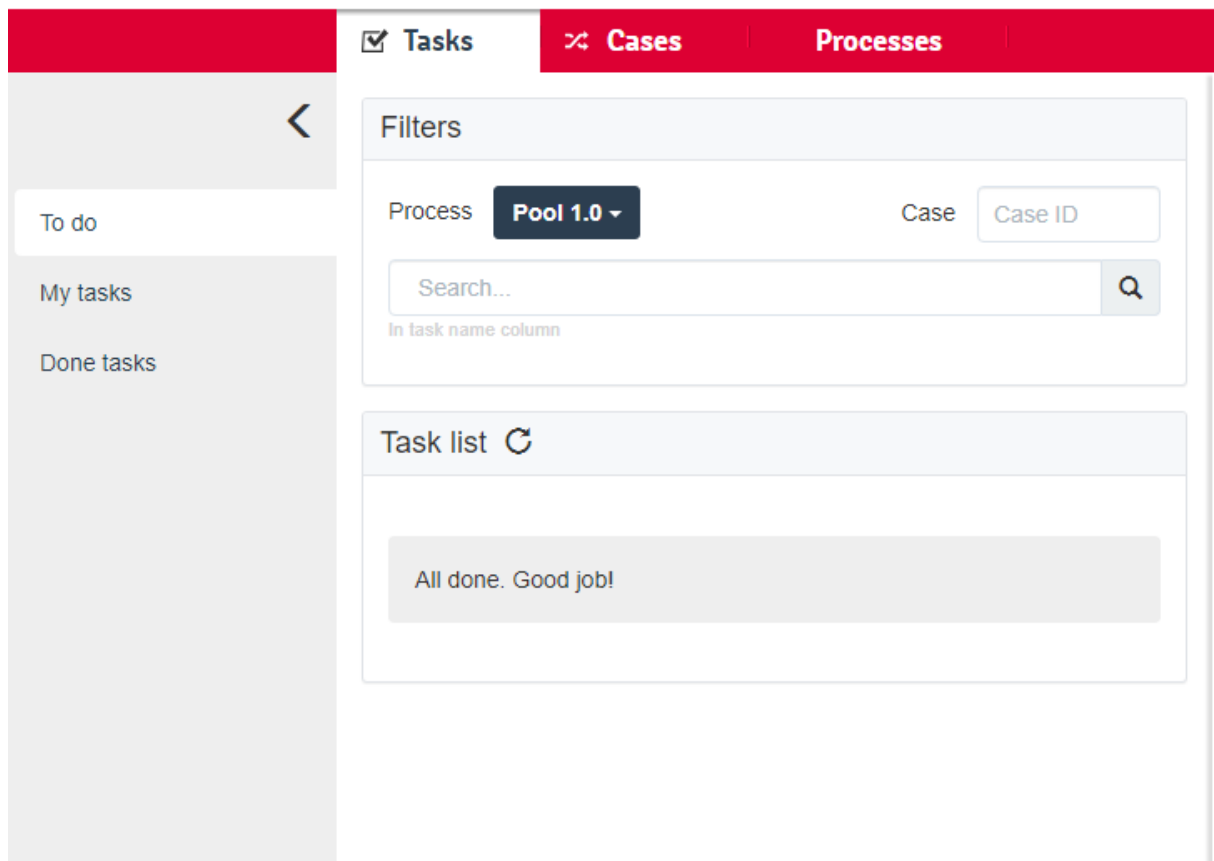 Tasks Cases Processes
Filters
To do
Process Pool 1.0 Case Case ID
My tasks
Search...
In task name column
Done tasks
Task list
All done. Good job!